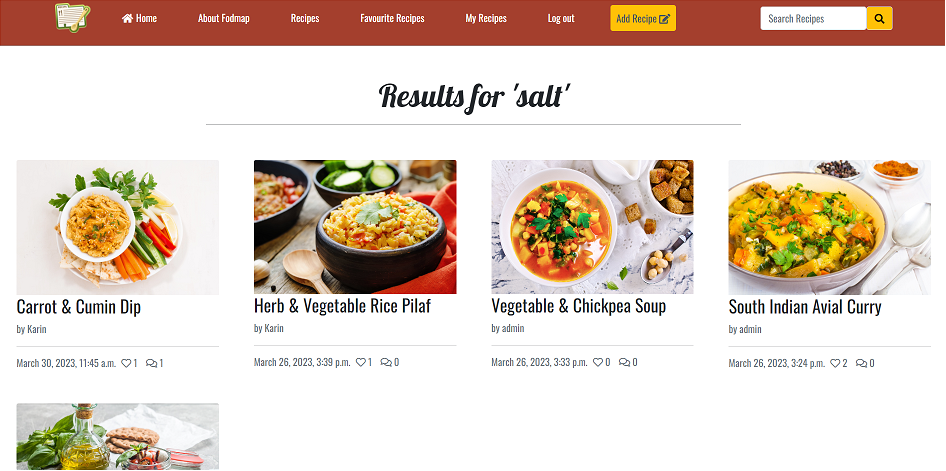 Home About Fodmap Recipes Favourite Recipes My Recipes Log out Add Recipe Search Recipes
Results for 'salt'
Carrot & Cumin Dip
by Karin
March 30, 2023, 11:45 a.m. 1 1
Herb & Vegetable Rice Pilaf
by Karin
March 26, 2023, 3:39 p.m. 1 0
Vegetable & Chickpea Soup
by admin
March 26, 2023, 3:33 p.m. 0 0
South Indian Avial Curry
by admin
March 26, 2023, 3:24 p.m. 2 0